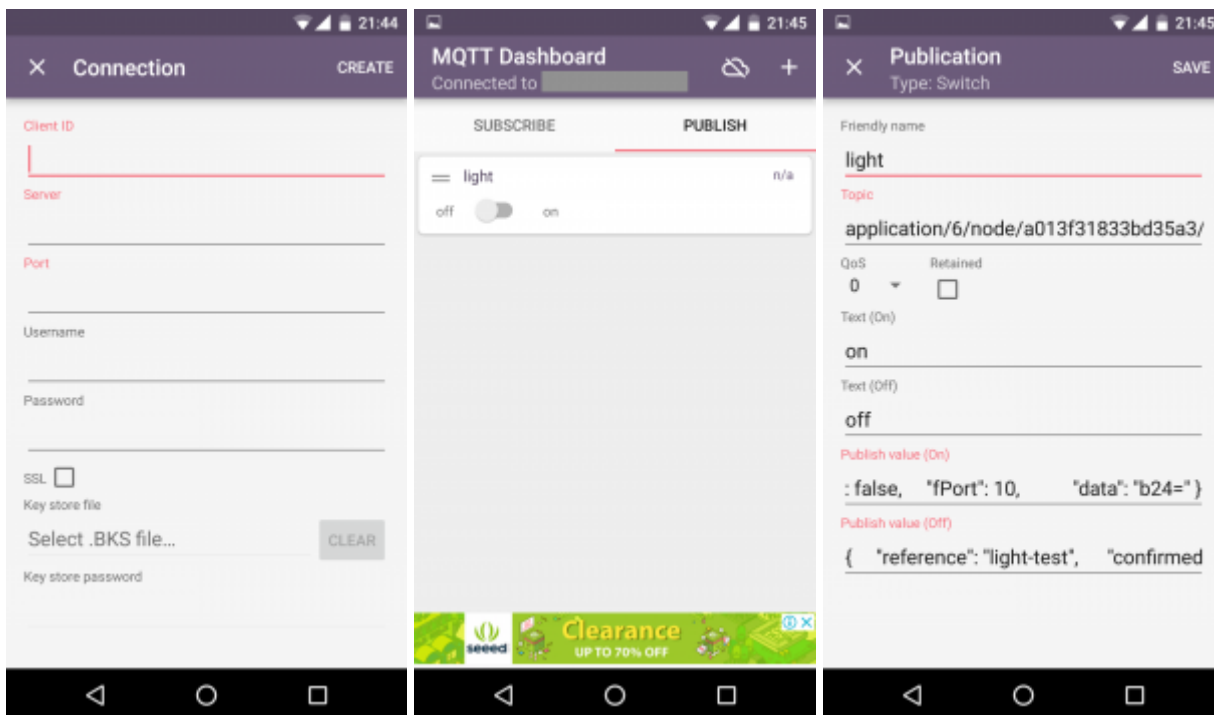 21:44
Connection
CREATE
Client ID
Server
Port
Username
Password
SSL
Key store file
Select .BKS file...
CLEAR
Key store password
21:45
MQTT Dashboard
Connected to
SUBSCRIBE
PUBLISH
light
n/a
off
on
seeed
Clearance
UP TO 70% OFF
21:45
Publication
SAVE
Type: Switch
Friendly name
light
Topic
application/6/node/a013f31833bd35a3/
QoS
Retained
0
Text (On)
on
Text (Off)
off
Publish value (On)
: false, "fPort": 10, "data": "b24=" }
Publish value (Off)
{ "reference": "light-test", "confirmed